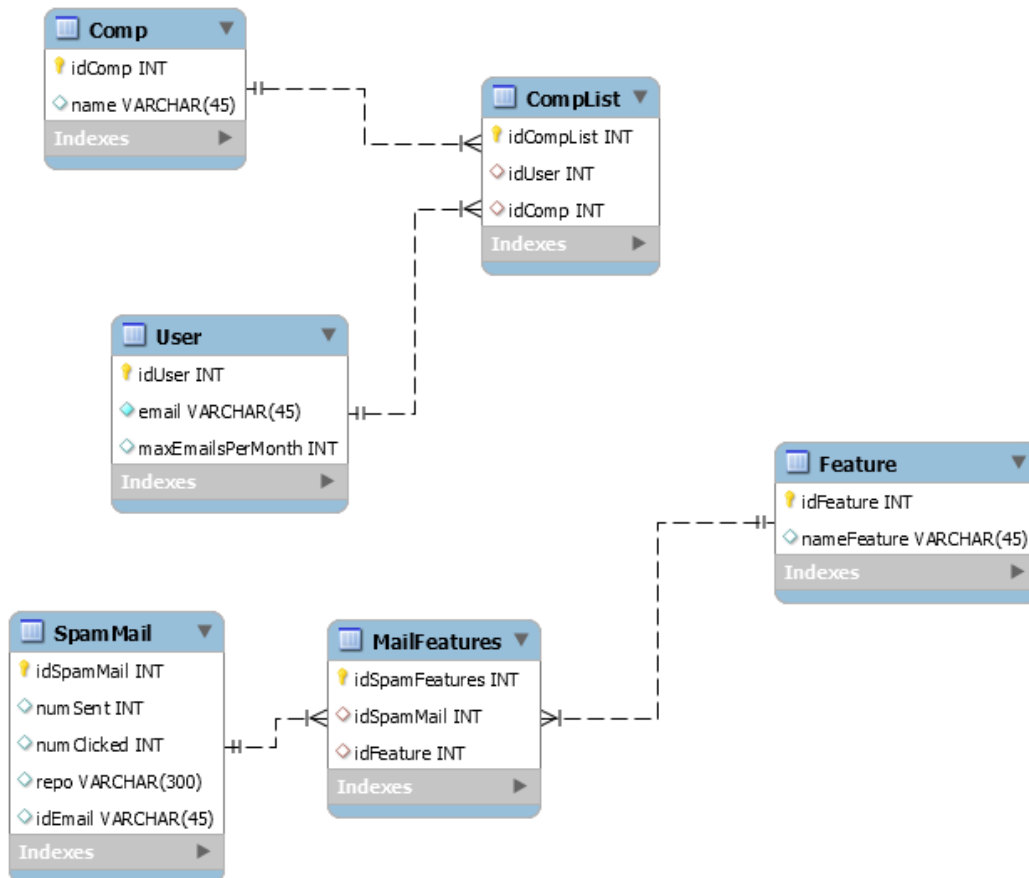 Comp
idComp INT
name VARCHAR(45)
Indexes
CompList
idCompList INT
idUser INT
idComp INT
Indexes
User
idUser INT
email VARCHAR(45)
maxEmailsPerMonth INT
Indexes
Feature
idFeature INT
nameFeature VARCHAR(45)
Indexes
SpamMail
idSpamMail INT
numSent INT
numClicked INT
repo VARCHAR(300)
idEmail VARCHAR(45)
Indexes
MailFeatures
idSpamFeatures INT
idSpamMail INT
idFeature INT
Indexes